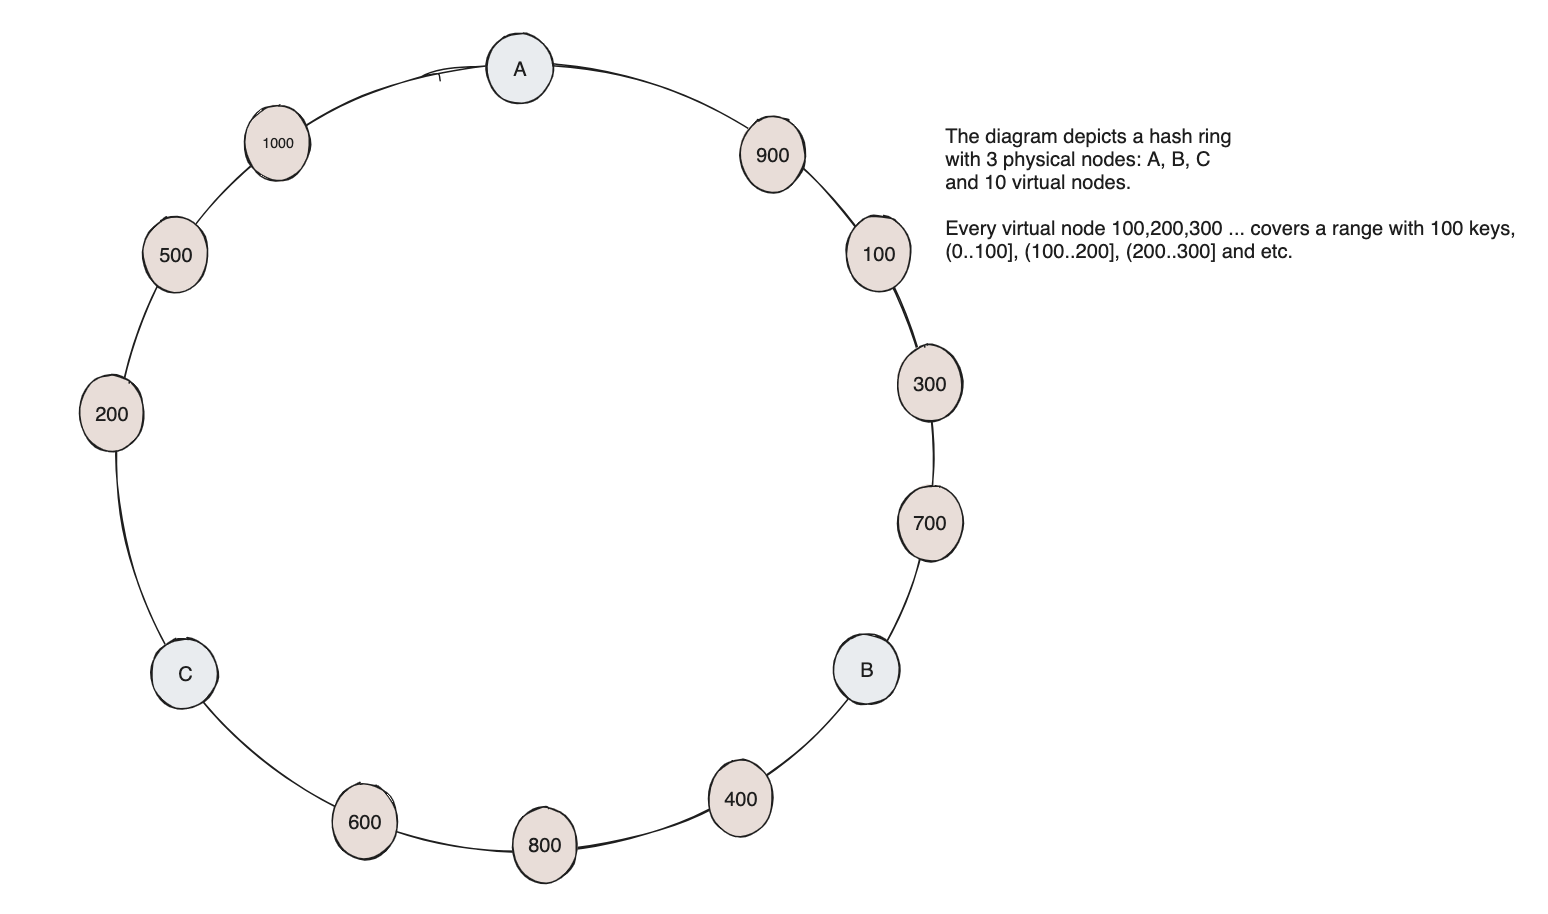 A
1000
900
The diagram depicts a hash ring
with 3 physical nodes: A, B, C
and 10 virtual nodes.
Every virtual node 100,200,300 ... covers a range with 100 keys,
(0..100], (100..200], (200..300] and etc.
500
100
300
200
700
C
B
400
600
800